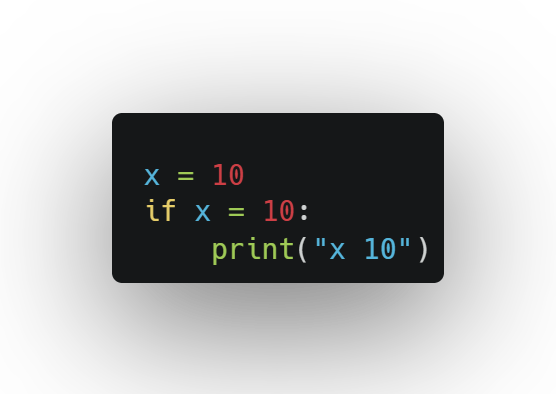 x = 10
if x = 10:
    print("x 10")